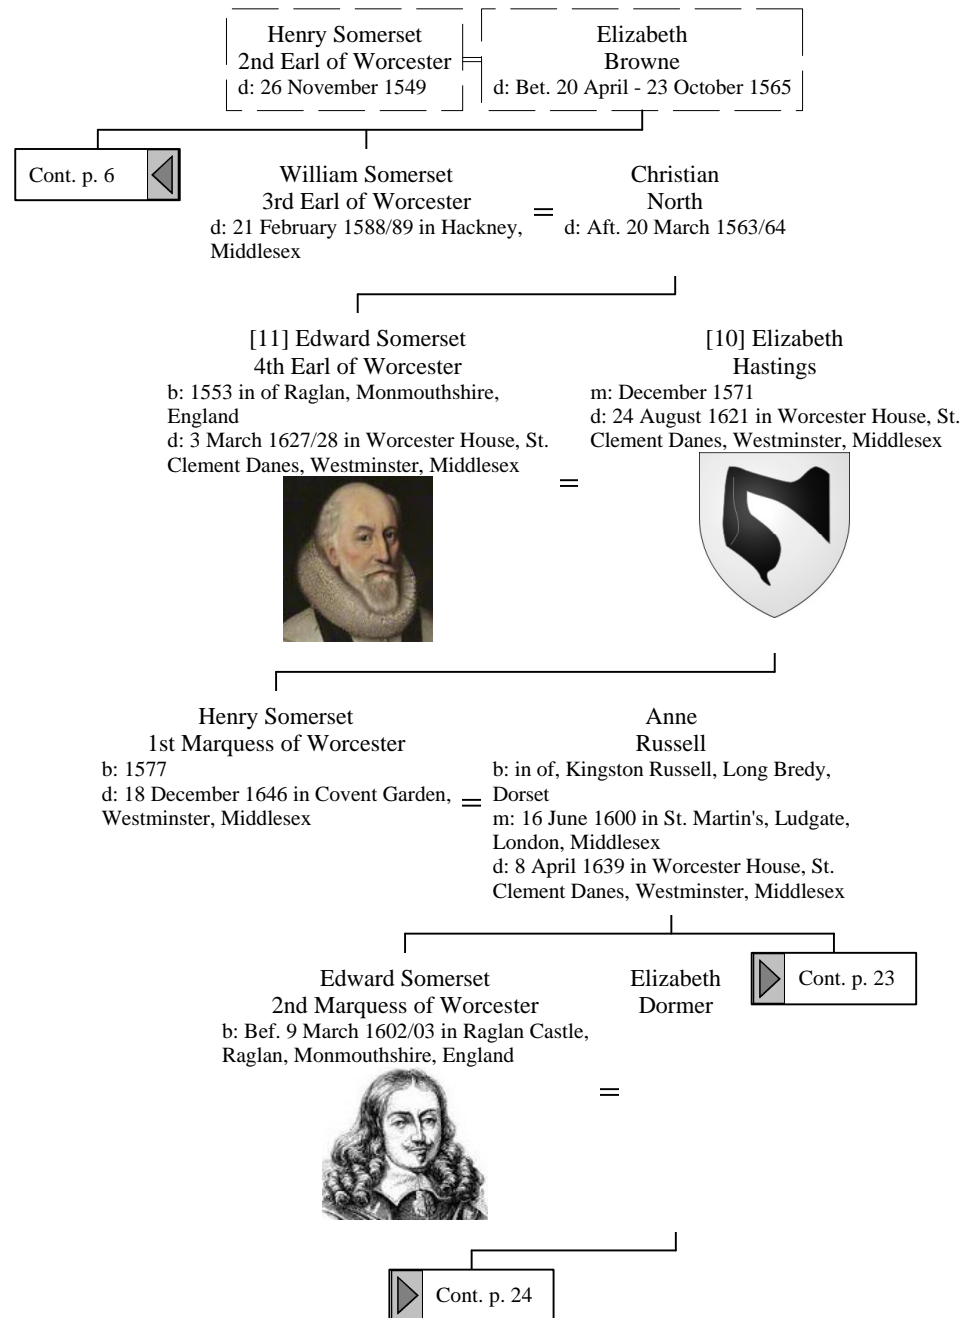 Henry Somerset
2nd Earl of Worcester
d: 26 November 1549
Elizabeth
Browne
d: Bet. 20 April - 23 October 1565
Cont. p. 6
William Somerset
3rd Earl of Worcester
d: 21 February 1588/89 in Hackney,
Middlesex
=
Christian
North
d: Aft. 20 March 1563/64
[11] Edward Somerset
4th Earl of Worcester
b: 1553 in of Raglan, Monmouthshire,
England
d: 3 March 1627/28 in Worcester House, St.
Clement Danes, Westminster, Middlesex
=
[10] Elizabeth
Hastings
m: December 1571
d: 24 August 1621 in Worcester House, St.
Clement Danes, Westminster, Middlesex
Henry Somerset
1st Marquess of Worcester
b: 1577
d: 18 December 1646 in Covent Garden,
Westminster, Middlesex
=
Anne
Russell
b: in of, Kingston Russell, Long Bredy,
Dorset
m: 16 June 1600 in St. Martin's, Ludgate,
London, Middlesex
d: 8 April 1639 in Worcester House, St.
Clement Danes, Westminster, Middlesex
Edward Somerset
2nd Marquess of Worcester
b: Bef. 9 March 1602/03 in Raglan Castle,
Raglan, Monmouthshire, England
=
Elizabeth
Dormer
Cont. p. 23
Cont. p. 24